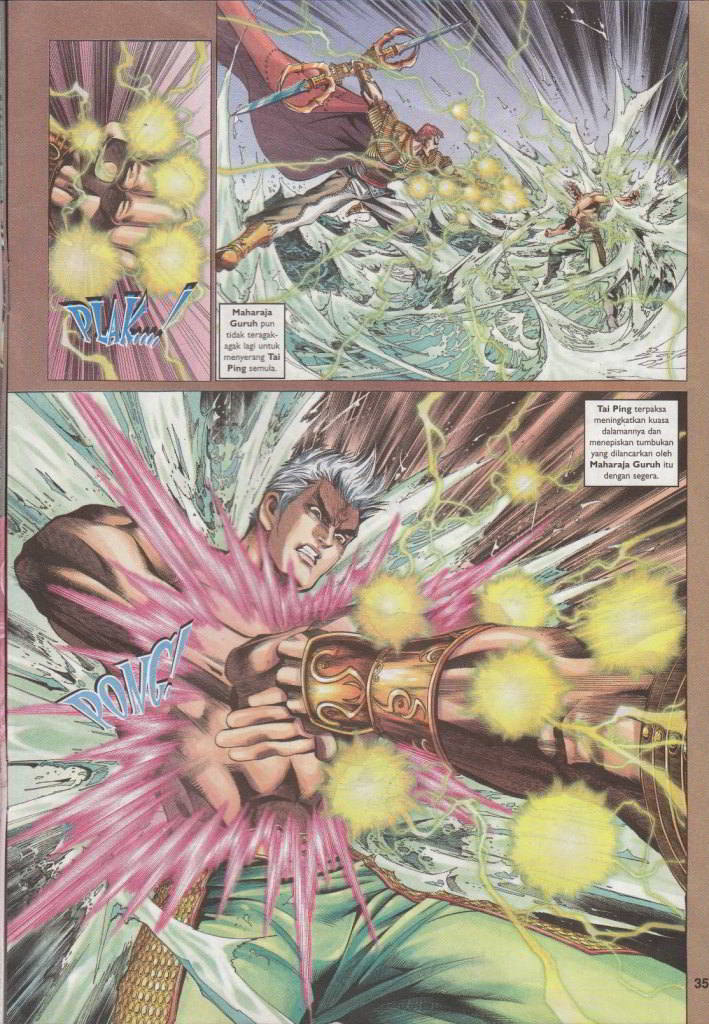 PLAK....!
Maharaja
Guruh pun
tidak teragak-
agak lagi untuk
menyerang Tai
Ping semula.
Tai Ping terpaksa
meningkatkan kuasa
dalamannya dan
menepiskan tumbukan
yang dilancarkan oleh
Maharaja Guruh itu
dengan segera.
PONG!
35